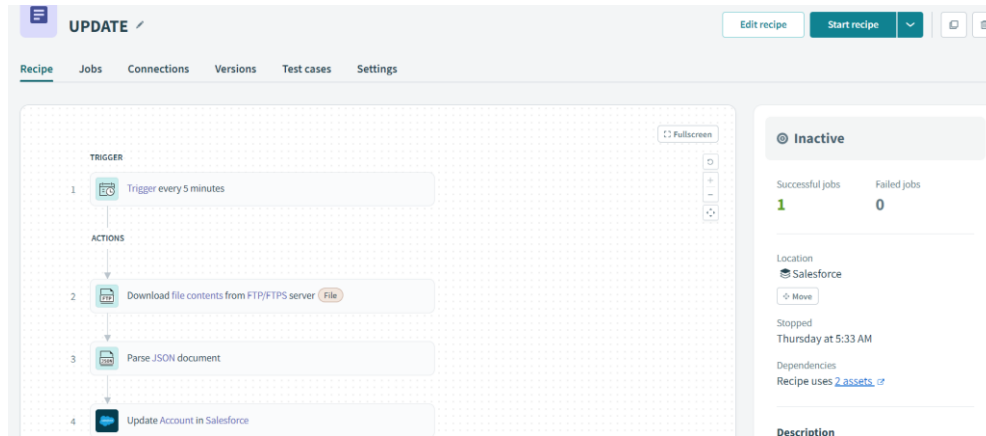 UPDATE
Edit recipe
Start recipe
Recipe Jobs Connections Versions Test cases Settings
Fullscreen
TRIGGER
1 Trigger every 5 minutes
ACTIONS
2 FTP Download file contents from FTP/FTPS server File
3 JSON Parse JSON document
4 Update Account in Salesforce
Inactive
Successful jobs Failed jobs
1 0
Location
Salesforce
Move
Stopped
Thursday at 5:33 AM
Dependencies
Recipe uses 2 assets
Description